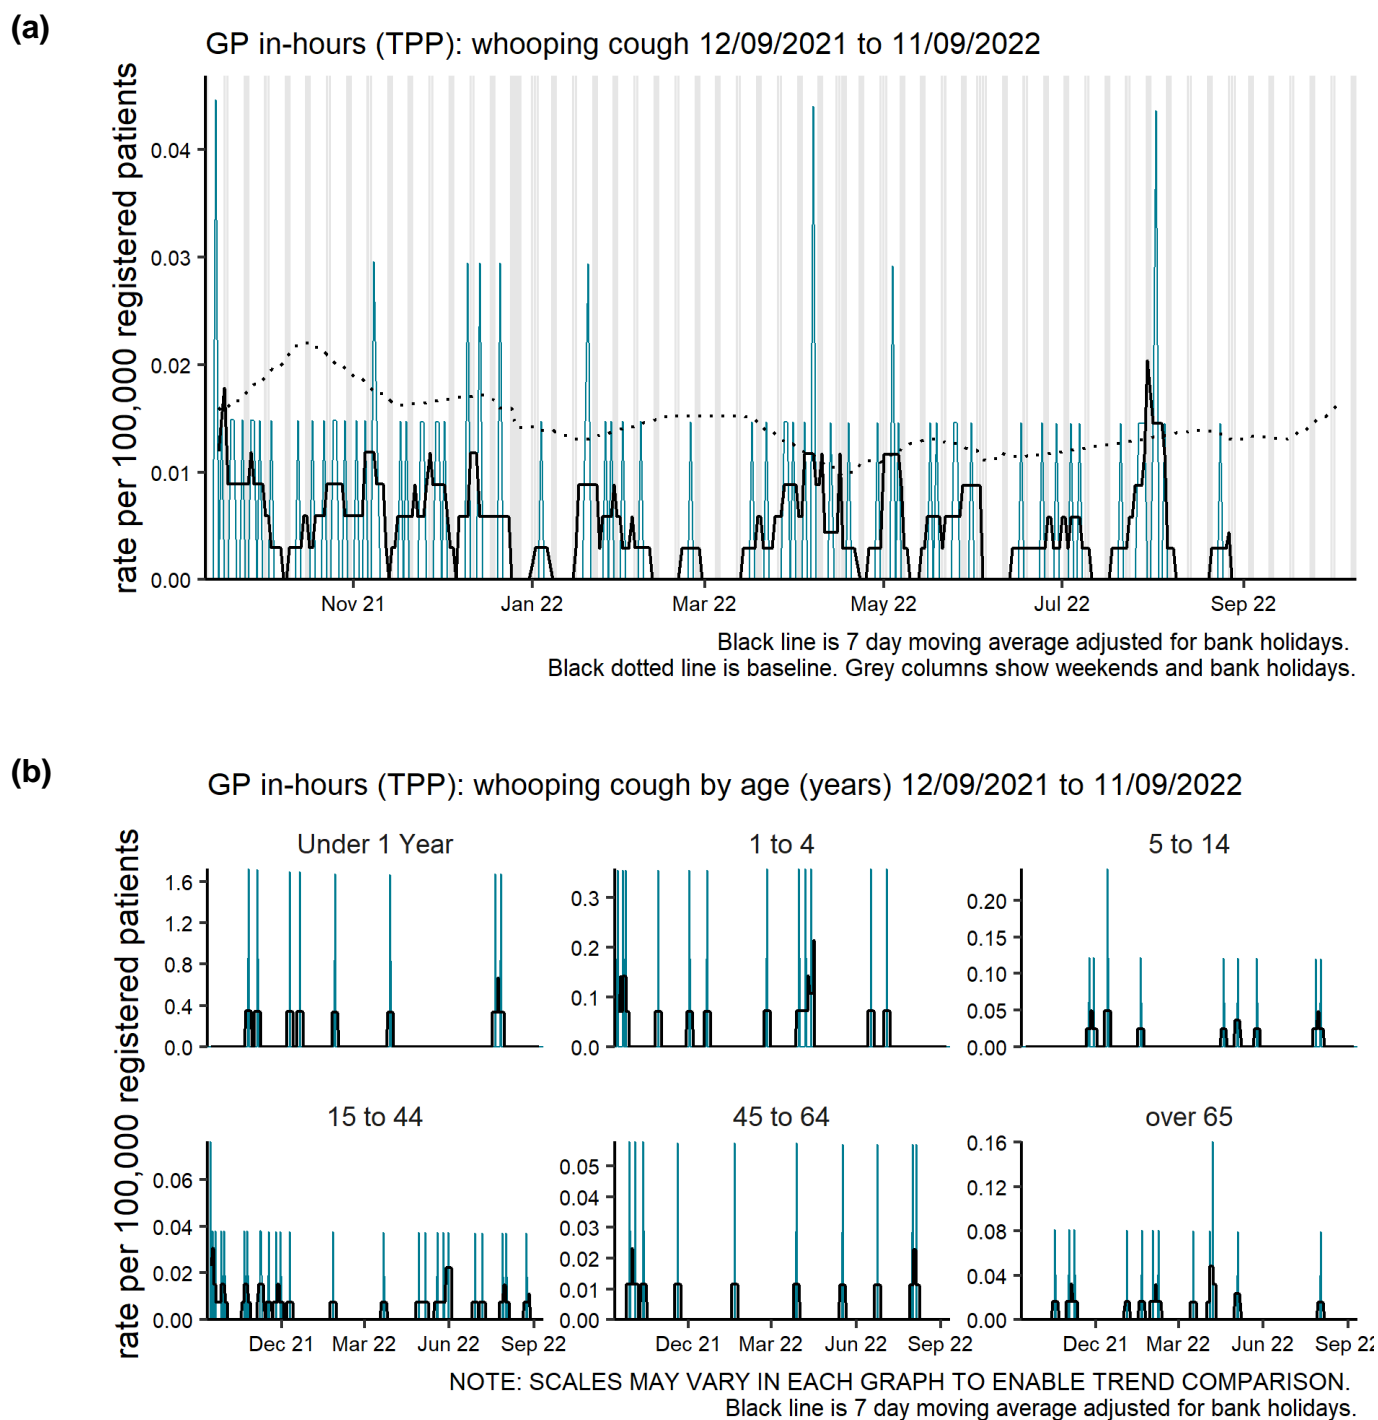 (a)
GP in-hours (TPP): whooping cough 12/09/2021 to 11/09/2022
rate per 100,000 registered patients
0.04
0.03
0.02
0.01
0.00
Nov 21 Jan 22 Mar 22 May 22 Jul 22 Sep 22
Black line is 7 day moving average adjusted for bank holidays.
Black dotted line is baseline. Grey columns show weekends and bank holidays.
(b)
GP in-hours (TPP): whooping cough by age (years) 12/09/2021 to 11/09/2022
rate per 100,000 registered patients
Under 1 Year
1.6
1.2
0.8
0.4
0.0
1 to 4
0.3
0.2
0.1
0.0
5 to 14
0.20
0.15
0.10
0.05
0.00
15 to 44
0.06
0.04
0.02
0.00
Dec 21 Mar 22 Jun 22 Sep 22
45 to 64
0.05
0.04
0.03
0.02
0.01
0.00
Dec 21 Mar 22 Jun 22 Sep 22
over 65
0.16
0.12
0.08
0.04
0.00
Dec 21 Mar 22 Jun 22 Sep 22
NOTE: SCALES MAY VARY IN EACH GRAPH TO ENABLE TREND COMPARISON.
Black line is 7 day moving average adjusted for bank holidays.